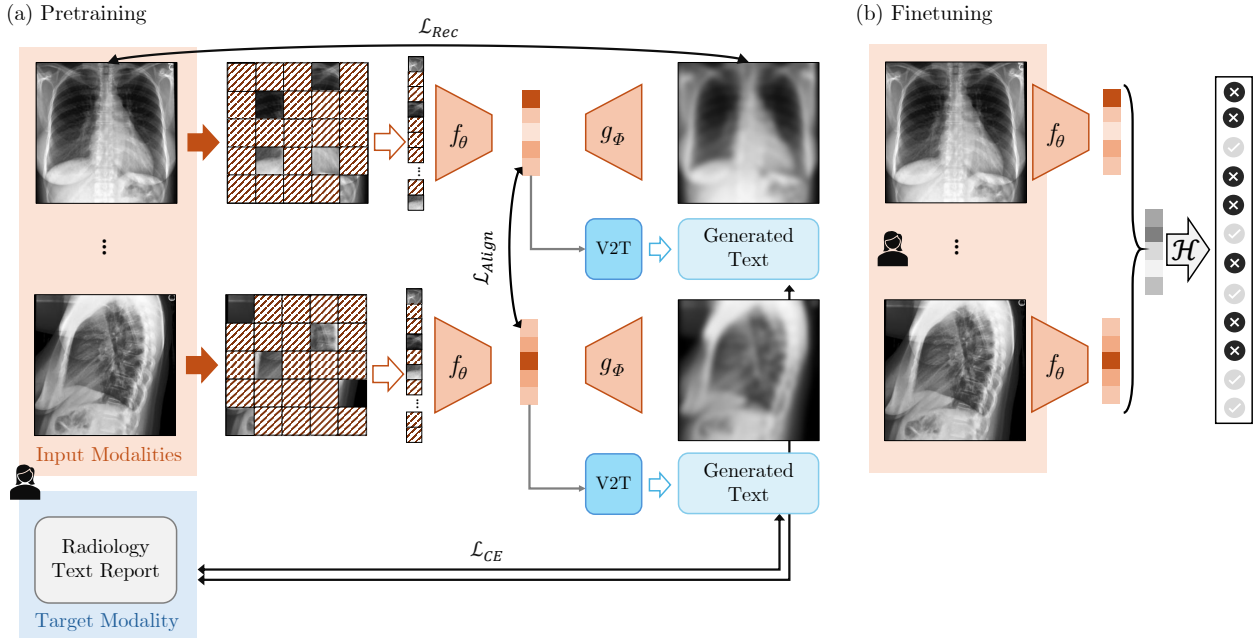 (a) Pretraining
(b) Finetuning
ℒ_Rec
f_θ
g_Φ
f_θ
V2T
Generated
Text
ℒ_Align
ℋ
f_θ
g_Φ
f_θ
Input Modalities
V2T
Generated
Text
Radiology
Text Report
ℒ_CE
Target Modality